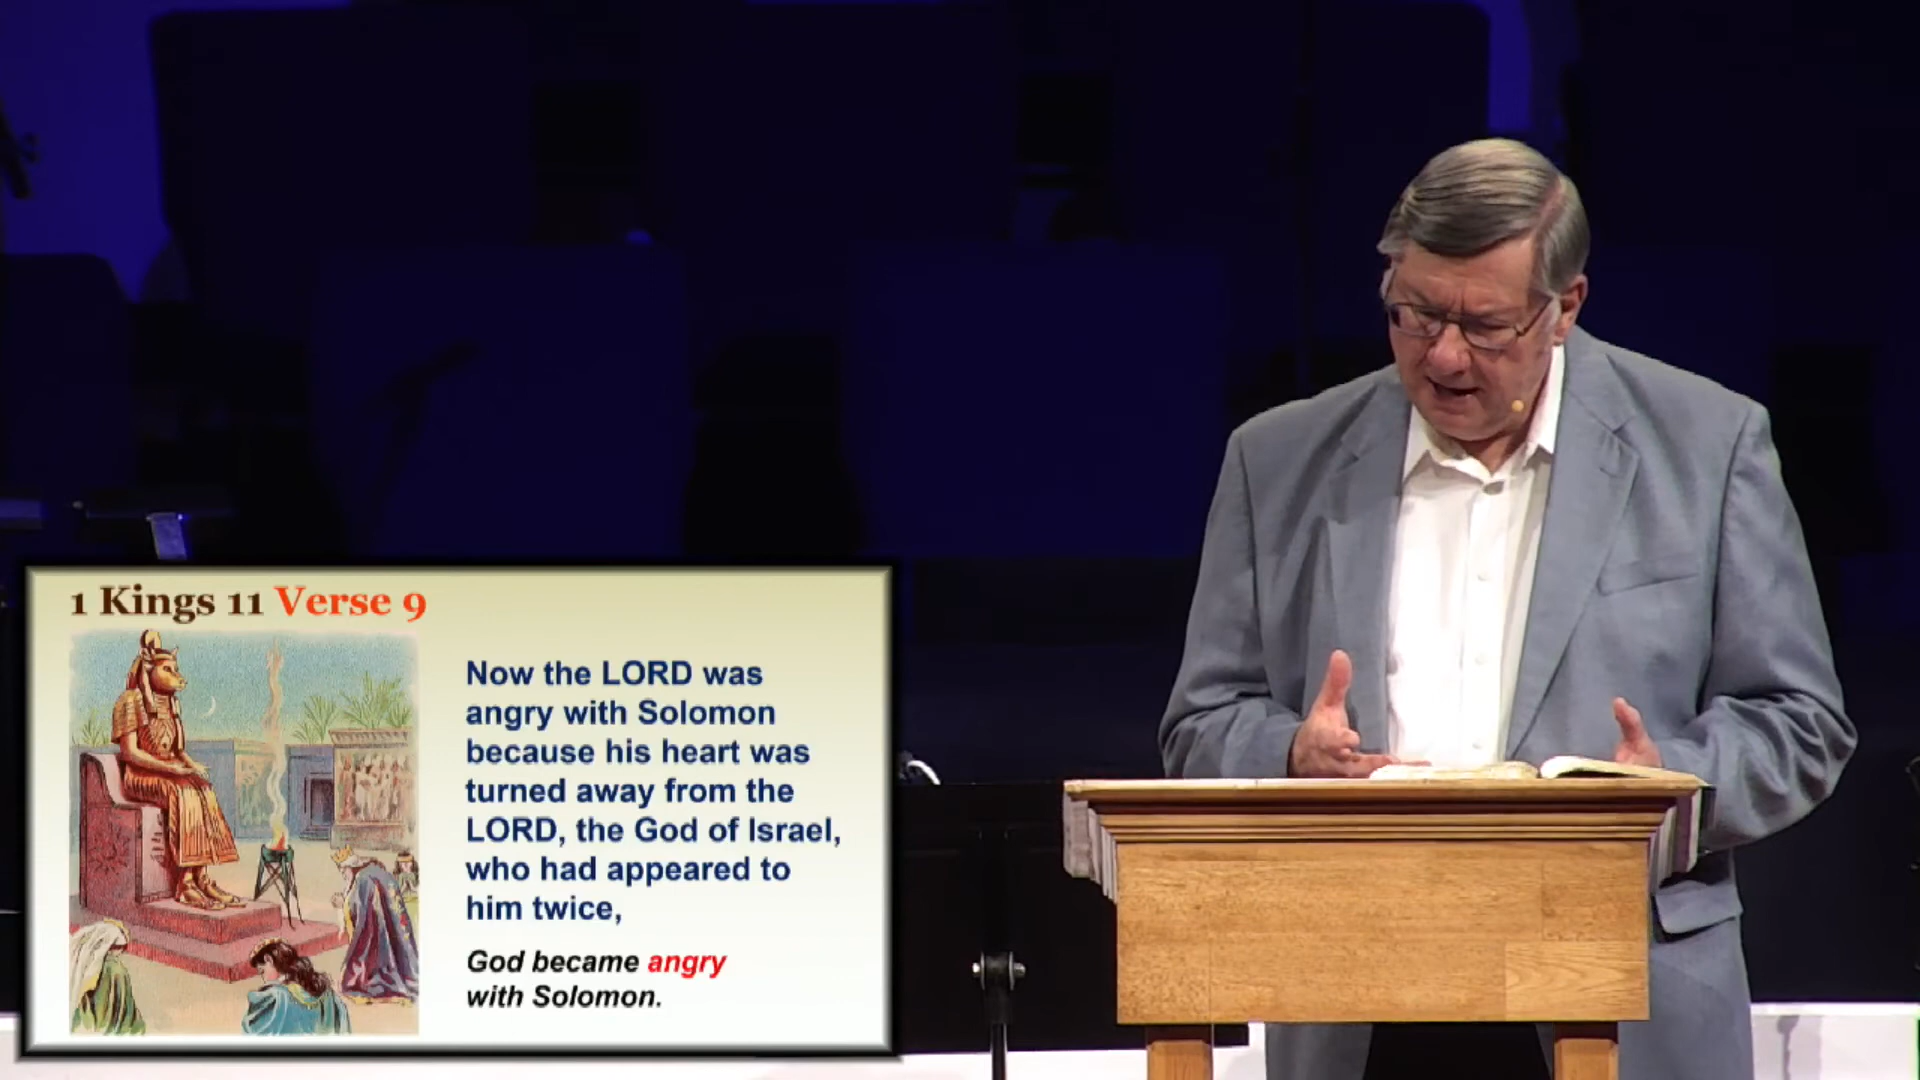 1 Kings 11 Verse 9
Now the LORD was
angry with Solomon
because his heart was
turned away from the
LORD, the God of Israel,
who had appeared to
him twice,
God became angry
with Solomon.